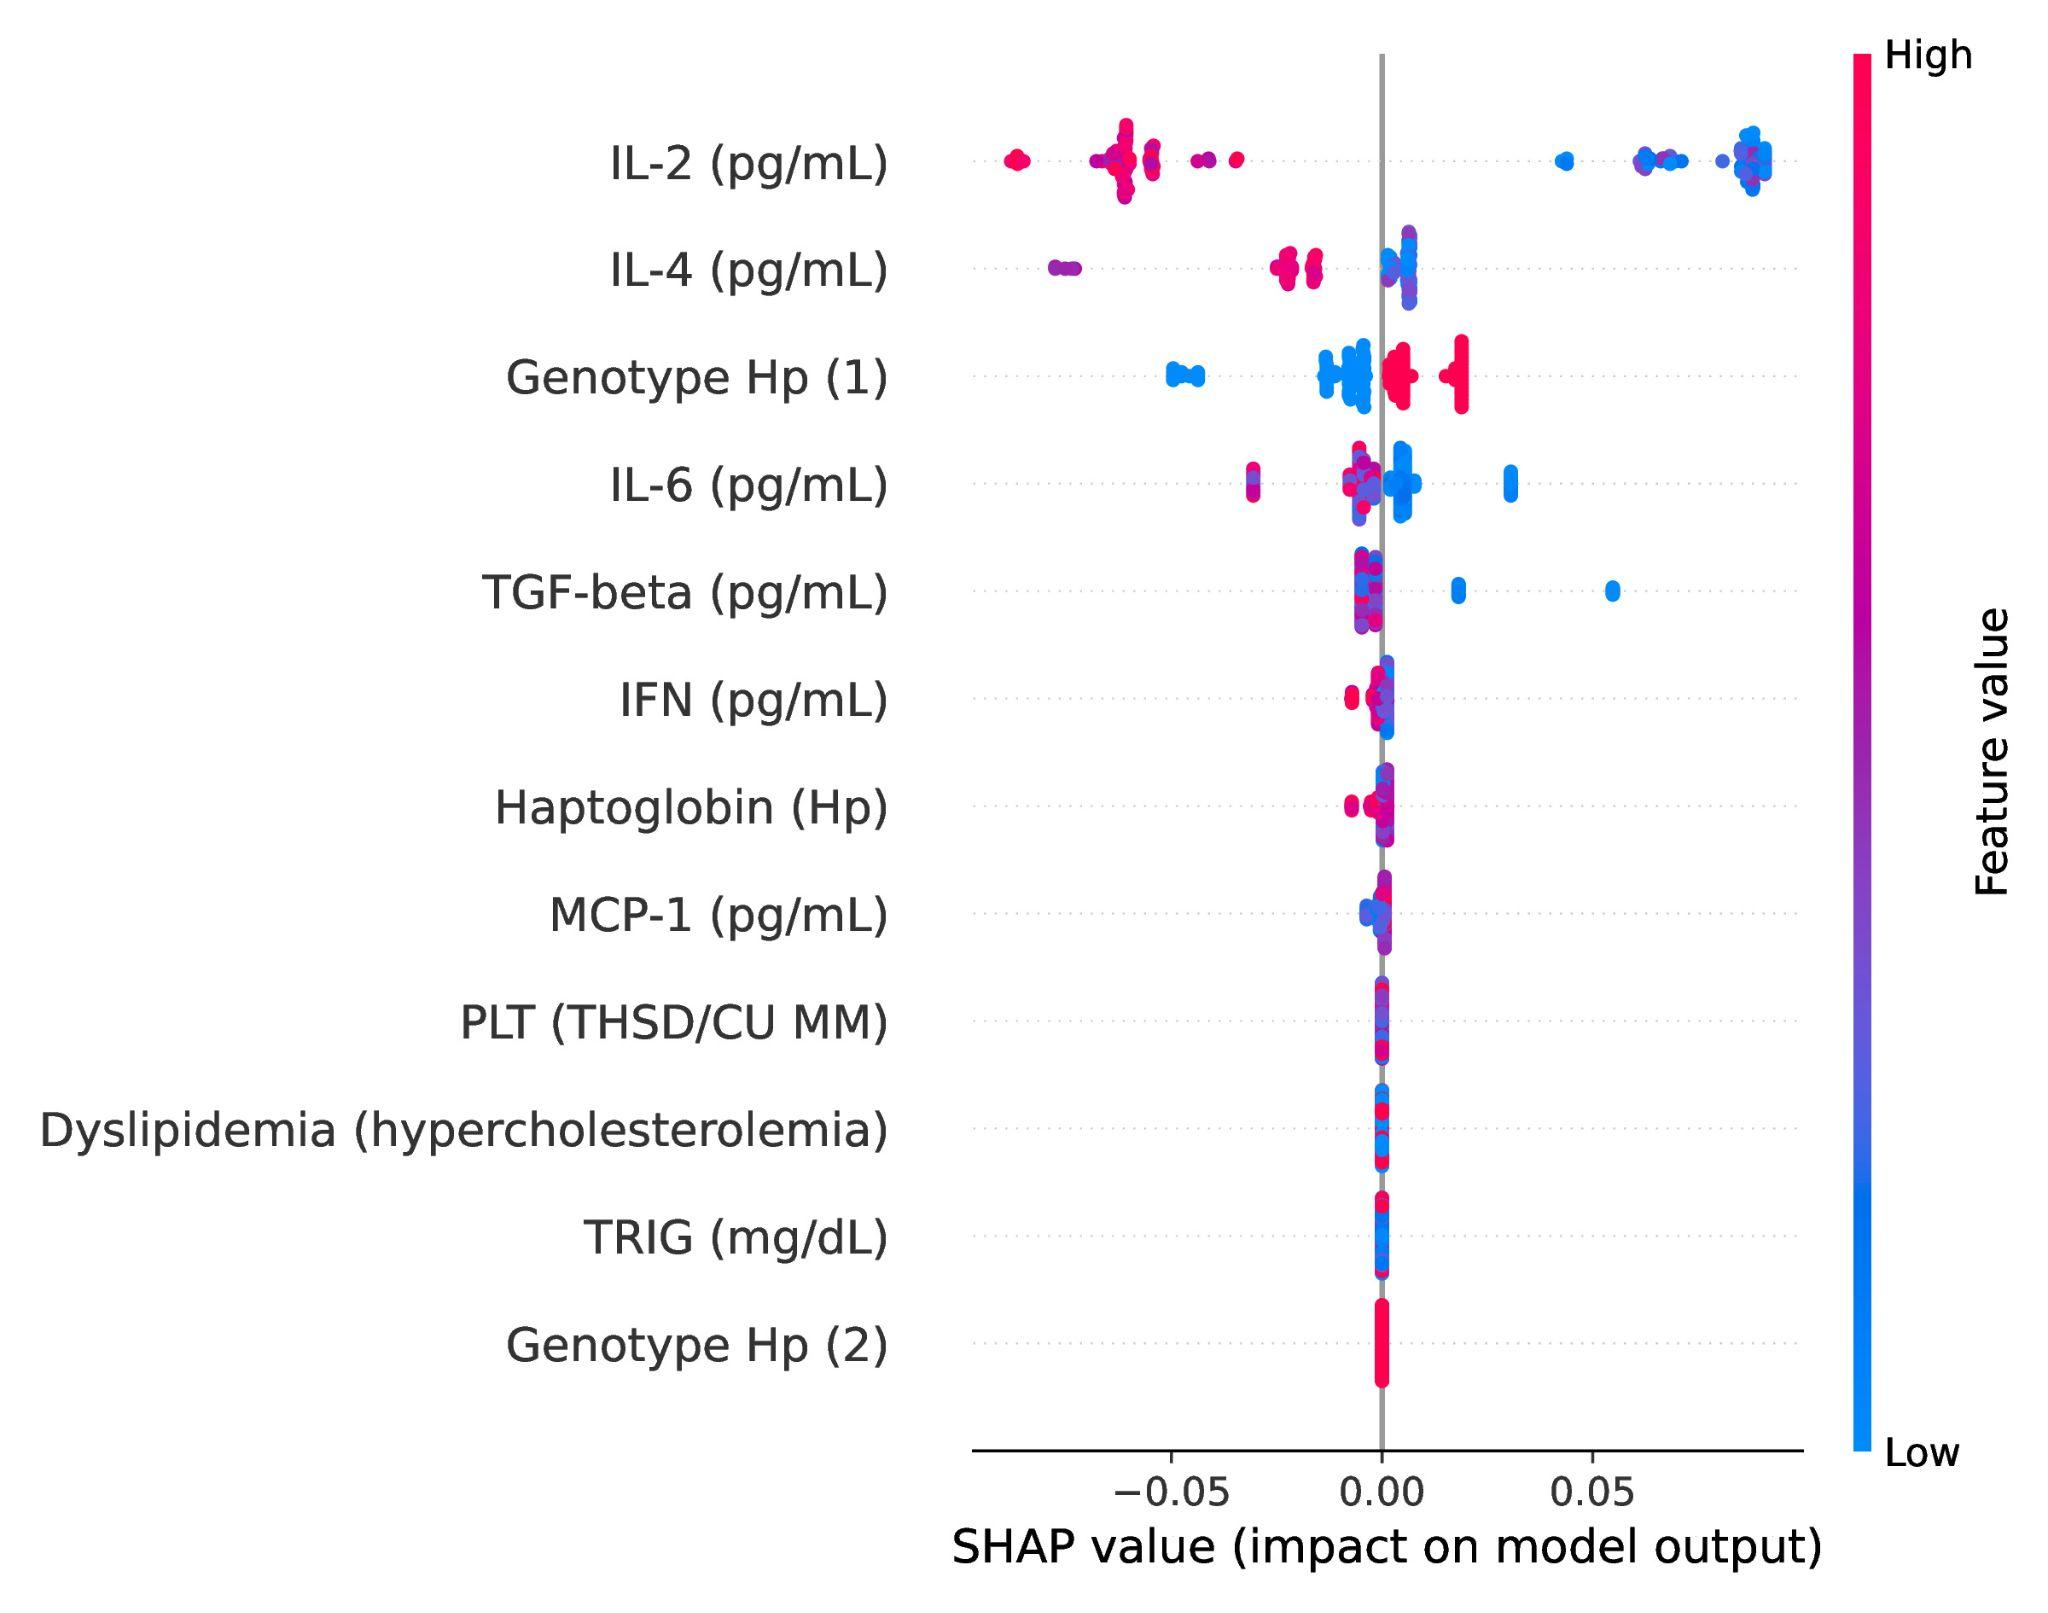 High
IL-2 (pg/mL)
IL-4 (pg/mL)
Genotype Hp (1)
IL-6 (pg/mL)
TGF-beta (pg/mL)
IFN (pg/mL)
Haptoglobin (Hp)
MCP-1 (pg/mL)
PLT (THSD/CU MM)
Dyslipidemia (hypercholesterolemia)
TRIG (mg/dL)
Genotype Hp (2)
Feature value
Low
−0.05 0.00 0.05
SHAP value (impact on model output)